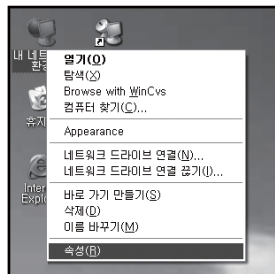 내 네트
환경
휴지
Inter
Explo
열기(O)
탐색(X)
Browse with WinCvs
컴퓨터 찾기(C)...
Appearance
네트워크 드라이브 연결(N)...
네트워크 드라이브 연결 끊기(I)...
바로 가기 만들기(S)
삭제(D)
이름 바꾸기(M)
속성(R)